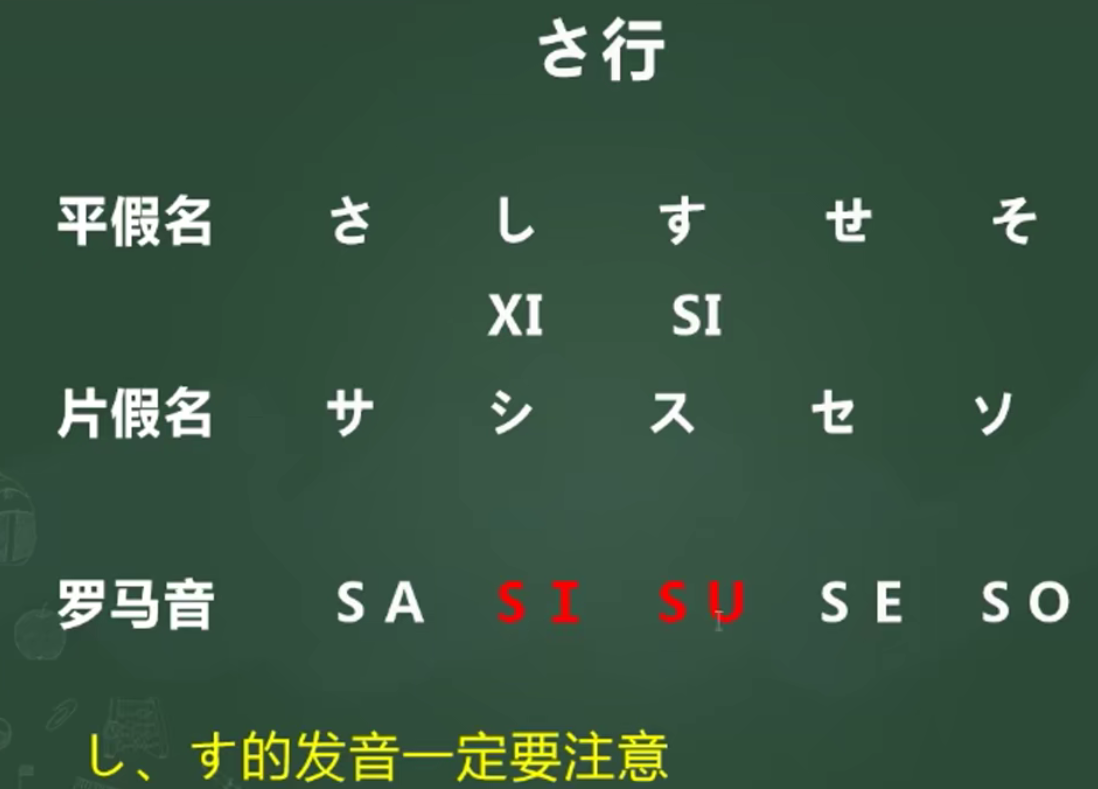 さ行
平假名 さ し す せ そ
XI SI
片假名 サ シ ス セ ソ
罗马音 SA SI SU SE SO
し、す的发音一定要注意